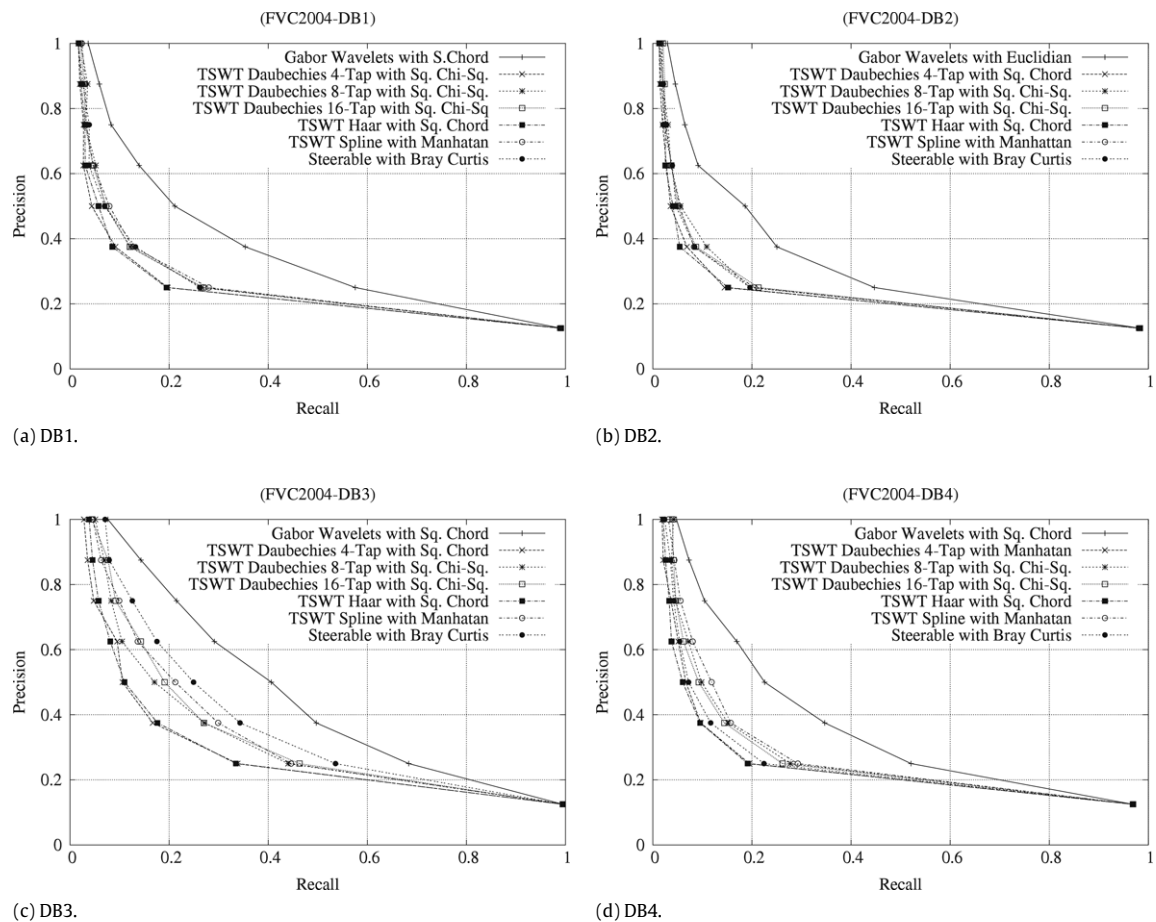 (FVC2004-DB1)
Gabor Wavelets with S.Chord
TSWT Daubechies 4-Tap with Sq. Chi-Sq.
TSWT Daubechies 8-Tap with Sq. Chi-Sq.
TSWT Daubechies 16-Tap with Sq. Chi-Sq
TSWT Haar with Sq. Chord
TSWT Spline with Manhatan
Steerable with Bray Curtis
Precision
1
0.8
0.6
0.4
0.2
0
0 0.2 0.4 0.6 0.8 1
Recall
(a) DB1.
(FVC2004-DB2)
Gabor Wavelets with Euclidian
TSWT Daubechies 4-Tap with Sq. Chord
TSWT Daubechies 8-Tap with Sq. Chi-Sq.
TSWT Daubechies 16-Tap with Sq. Chi-Sq.
TSWT Haar with Sq. Chord
TSWT Spline with Manhatan
Steerable with Bray Curtis
Precision
1
0.8
0.6
0.4
0.2
0
0 0.2 0.4 0.6 0.8 1
Recall
(b) DB2.
(FVC2004-DB3)
Gabor Wavelets with Sq. Chord
TSWT Daubechies 4-Tap with Sq. Chord
TSWT Daubechies 8-Tap with Sq. Chi-Sq.
TSWT Daubechies 16-Tap with Sq. Chi-Sq.
TSWT Haar with Sq. Chord
TSWT Spline with Manhatan
Steerable with Bray Curtis
Precision
1
0.8
0.6
0.4
0.2
0
0 0.2 0.4 0.6 0.8 1
Recall
(c) DB3.
(FVC2004-DB4)
Gabor Wavelets with Sq. Chord
TSWT Daubechies 4-Tap with Manhatan
TSWT Daubechies 8-Tap with Sq. Chi-Sq.
TSWT Daubechies 16-Tap with Sq. Chi-Sq.
TSWT Haar with Sq. Chord
TSWT Spline with Manhatan
Steerable with Bray Curtis
Precision
1
0.8
0.6
0.4
0.2
0
0 0.2 0.4 0.6 0.8 1
Recall
(d) DB4.